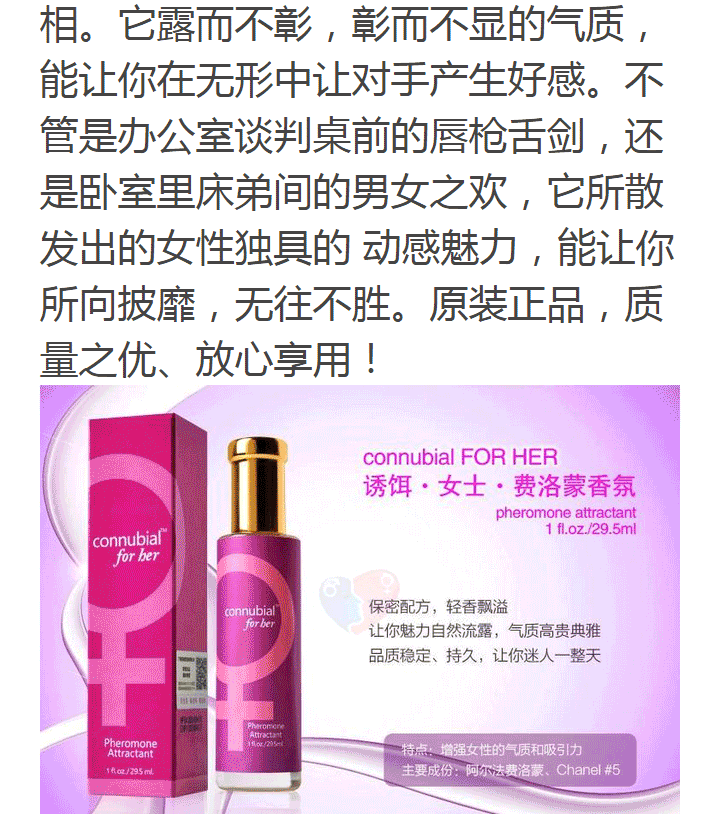 相。它露而不彰，彰而不显的气质，
能让你在无形中让对手产生好感。不
管是办公室谈判桌前的唇枪舌剑，还
是卧室里床弟间的男女之欢，它所散
发出的女性独具的 动感魅力，能让你
所向披靡，无往不胜。原装正品，质
量之优、放心享用！
connubial FOR HER
诱饵·女士·费洛蒙香氛
pheromone attractant
1 fl.oz./29.5ml
connubial™
for her
Pheromone
Attractant
1 fl.oz./29.5 ml.
connubial
for her
Pheromone
Attractant
1 fl.oz./29.5ml
保密配方，轻香飘溢
让你魅力自然流露，气质高贵典雅
品质稳定、持久，让你迷人一整天
特点：增强女性的气质和吸引力
主要成份：阿尔法费洛蒙、Chanel #5